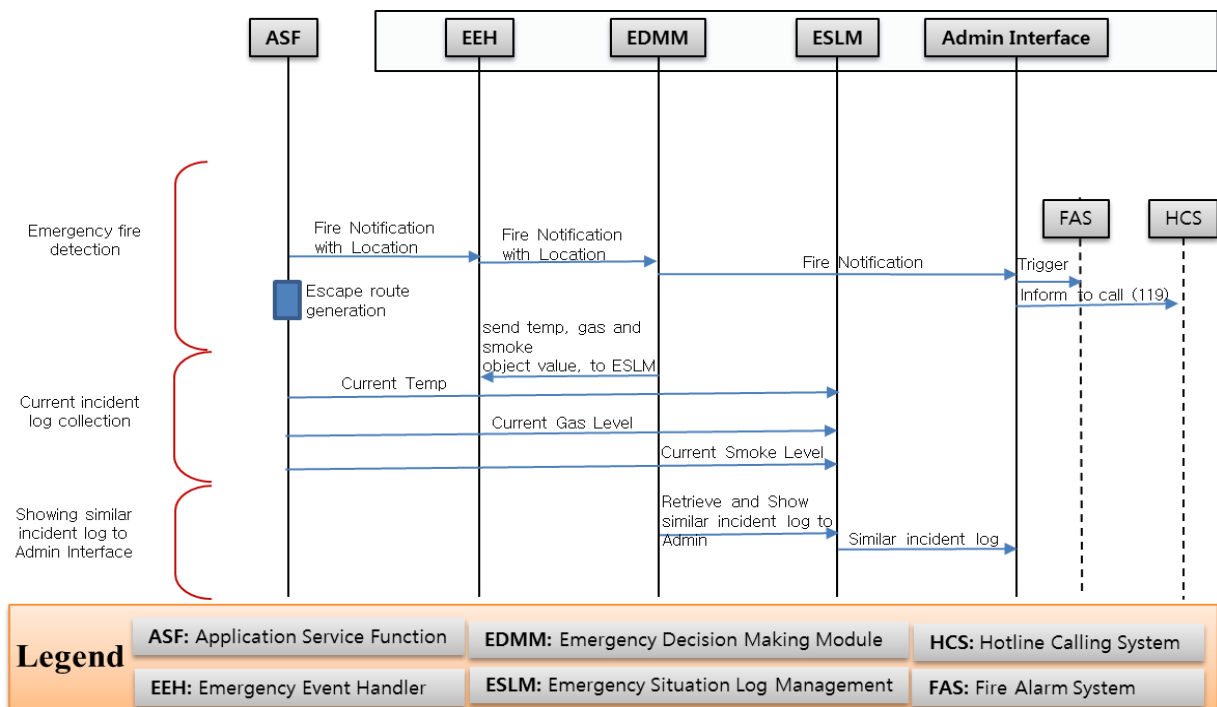 ASF
EEH
EDMM
ESLM
Admin Interface
FAS
HCS
Emergency fire
detection
Fire Notification
with Location
Fire Notification
with Location
Fire Notification
Trigger
Inform to call (119)
Escape route
generation
send temp, gas and
smoke
object value, to ESLM
Current incident
log collection
Current Temp
Current Gas Level
Current Smoke Level
Showing similar
incident log to
Admin Interface
Retrieve and Show
similar incident log to
Admin
Similar incident log
Legend
ASF: Application Service Function
EDMM: Emergency Decision Making Module
HCS: Hotline Calling System
EEH: Emergency Event Handler
ESLM: Emergency Situation Log Management
FAS: Fire Alarm System